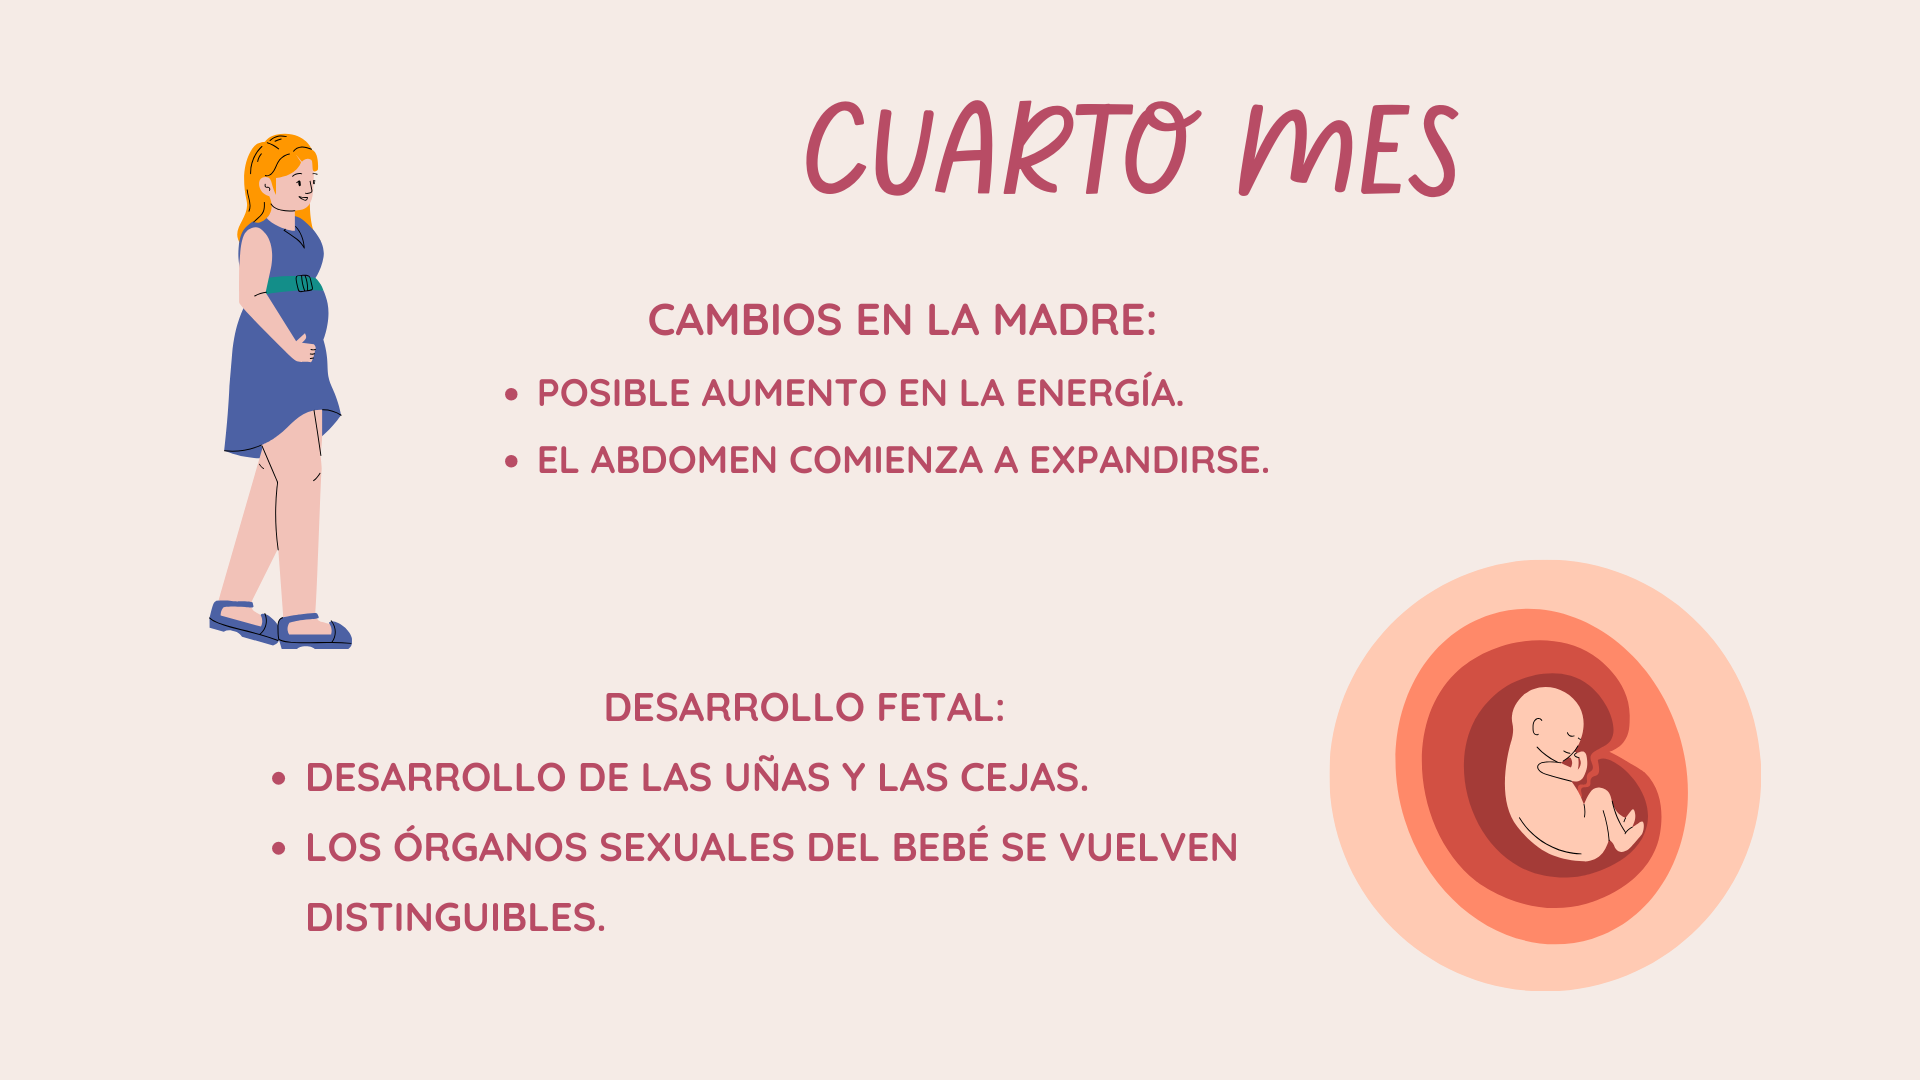 CUARTO MES
CAMBIOS EN LA MADRE:
• POSIBLE AUMENTO EN LA ENERGÍA.
• EL ABDOMEN COMIENZA A EXPANDIRSE.
DESARROLLO FETAL:
• DESARROLLO DE LAS UÑAS Y LAS CEJAS.
• LOS ÓRGANOS SEXUALES DEL BEBÉ SE VUELVEN
DISTINGUIBLES.